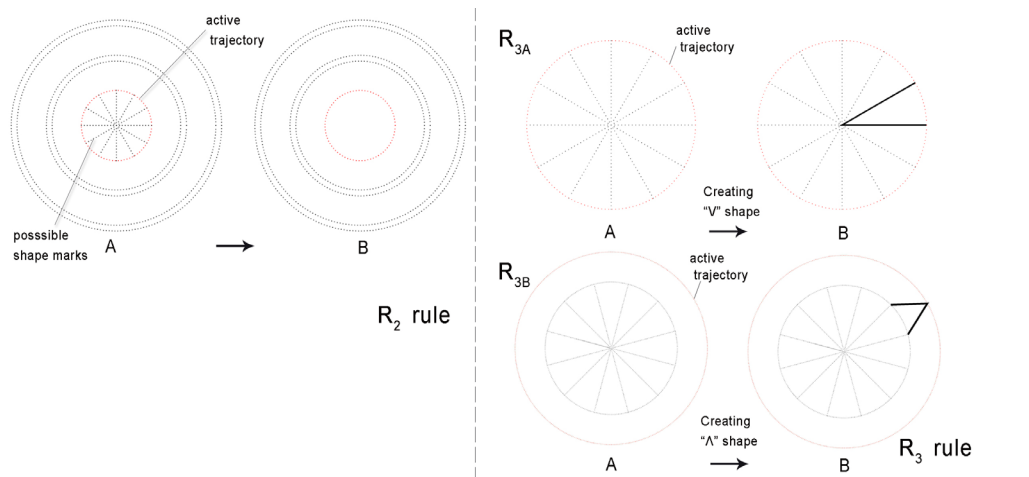 active
trajectory
posssible
shape marks
A
B
R2 rule
R3A
active
trajectory
Creating
“V” shape
A
B
R3B
active
trajectory
Creating
“Λ” shape
A
B
R3 rule